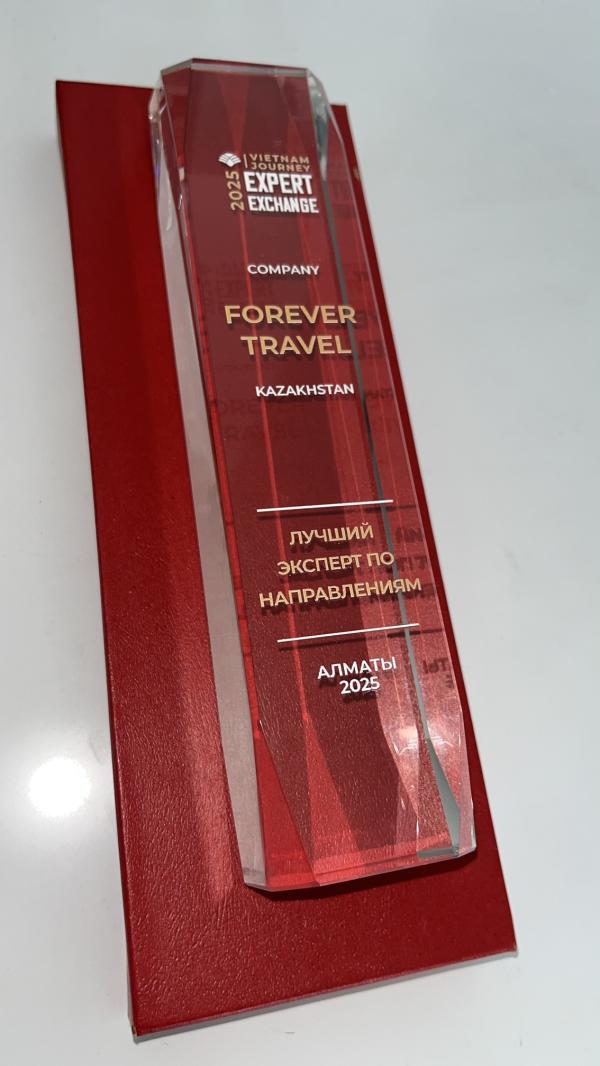 2025
VIETNAM
JOURNEY
EXPERT
EXCHANGE
COMPANY
FOREVER
TRAVEL
KAZAKHSTAN
ЛУЧШИЙ
ЭКСПЕРТ ПО
НАПРАВЛЕНИЯМ
АЛМАТЫ
2025